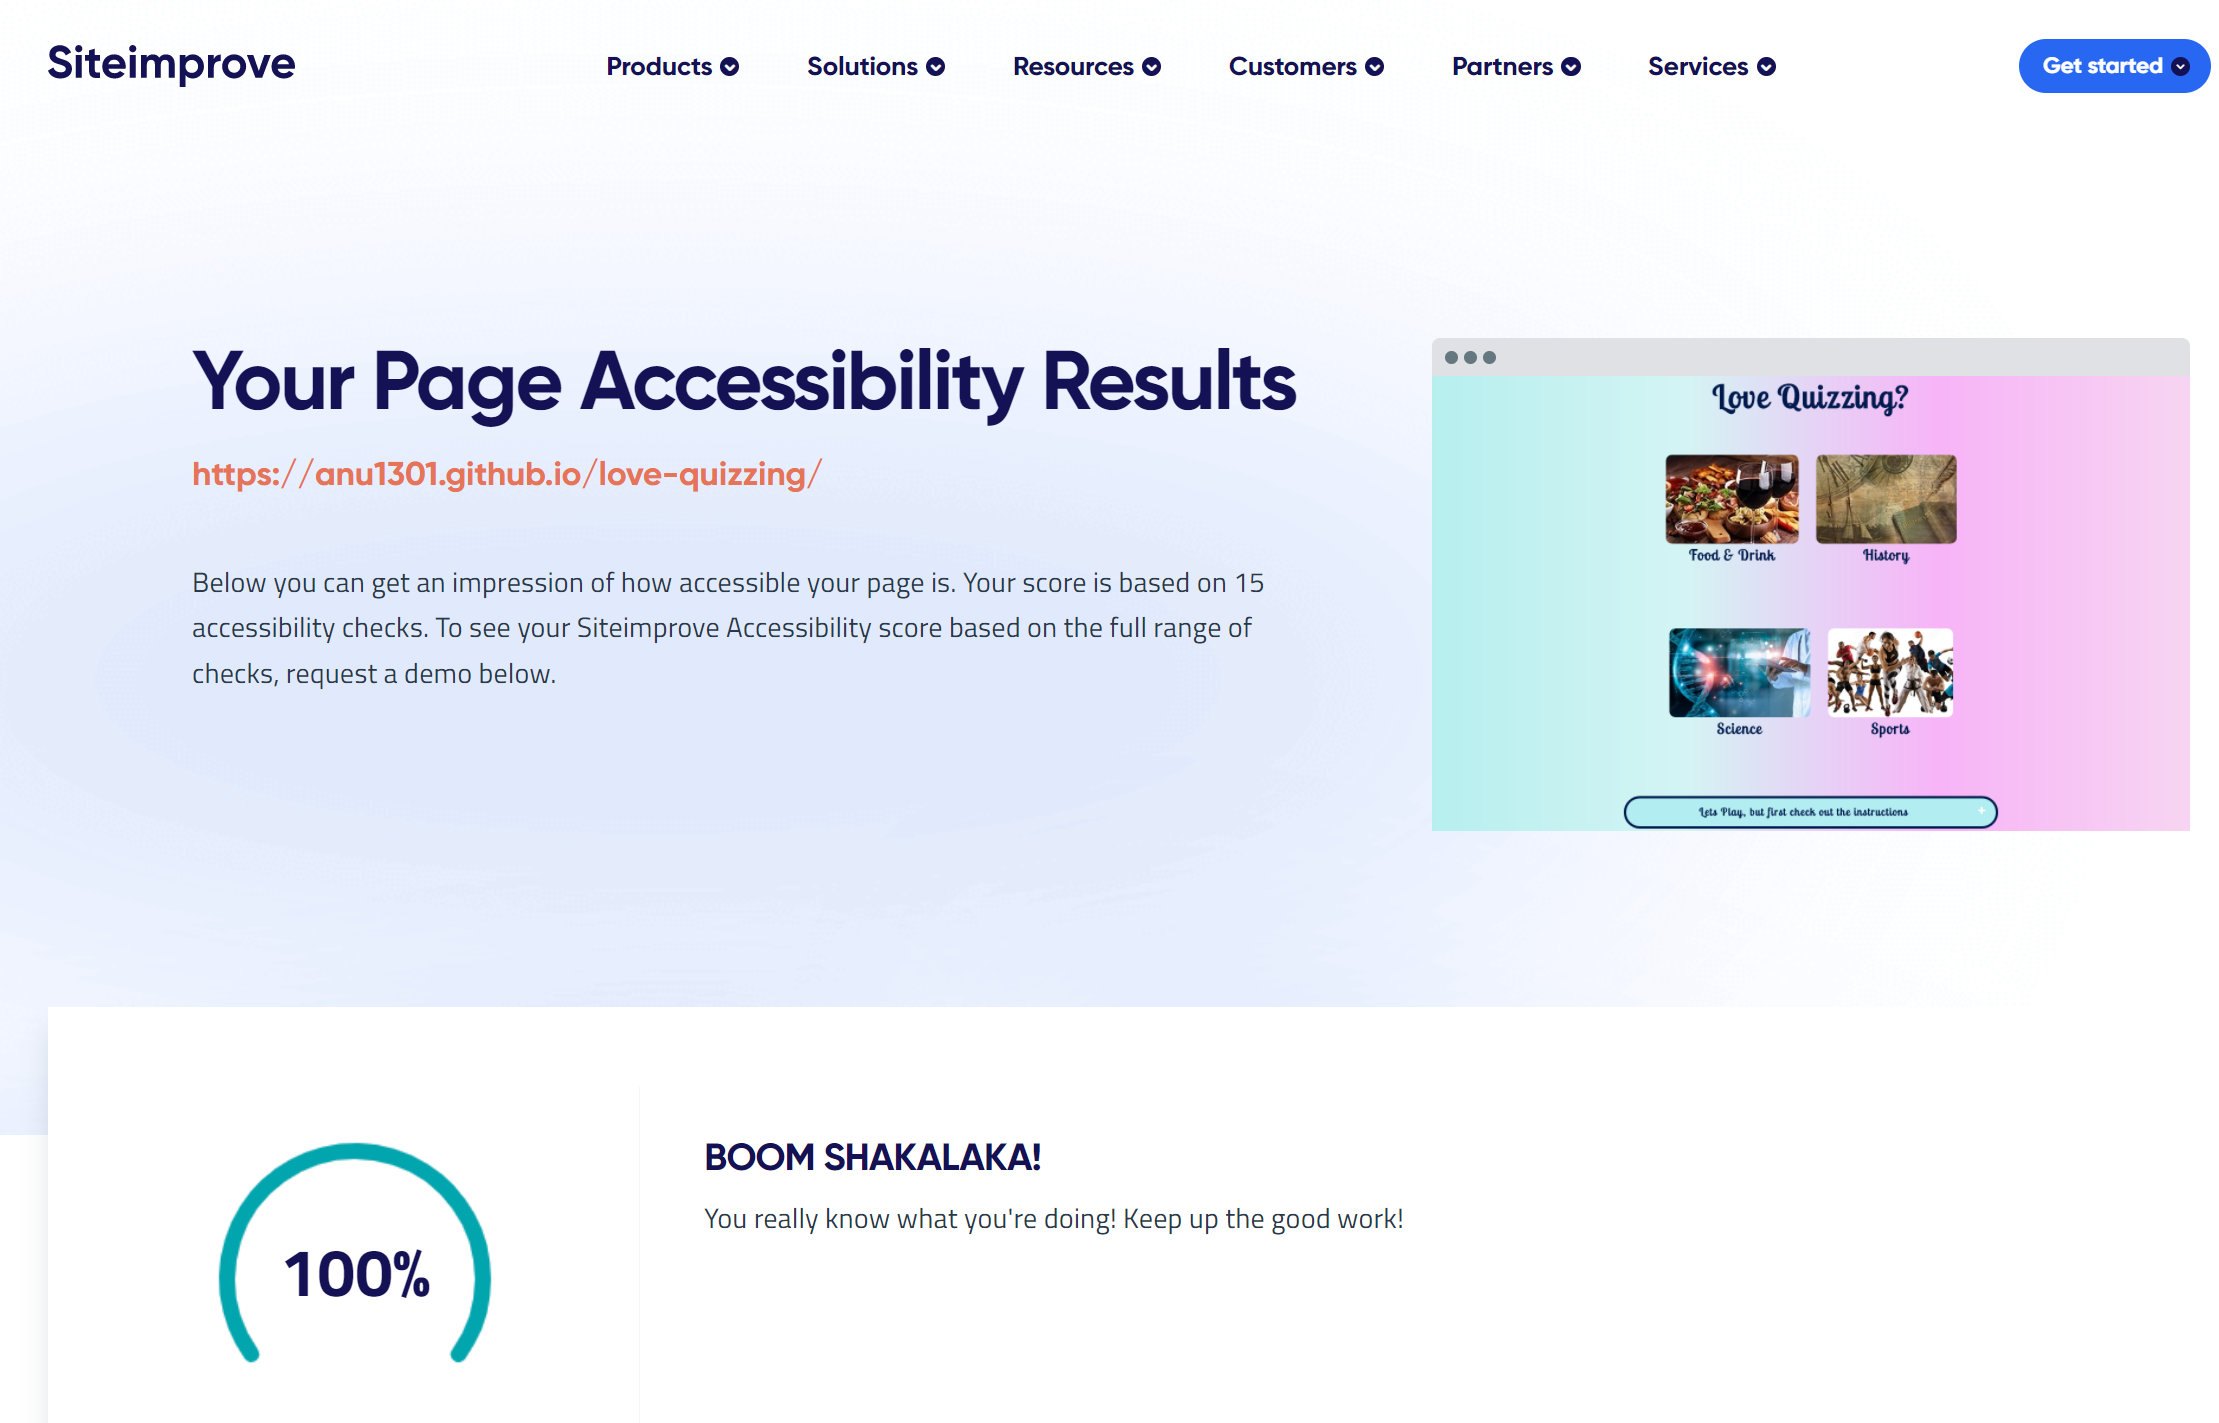 Siteimprove
Products
Solutions
Resources
Customers
Partners
Services
Get started
Your Page Accessibility Results
https://anu1301.github.io/love-quizzing/
Below you can get an impression of how accessible your page is. Your score is based on 15
accessibility checks. To see your Siteimprove Accessibility score based on the full range of
checks, request a demo below.
Love Quizzing?
Food & Drink
History
Science
Sports
Lets Play, but first check out the instructions
+
100%
BOOM SHAKALAKA!
You really know what you're doing! Keep up the good work!